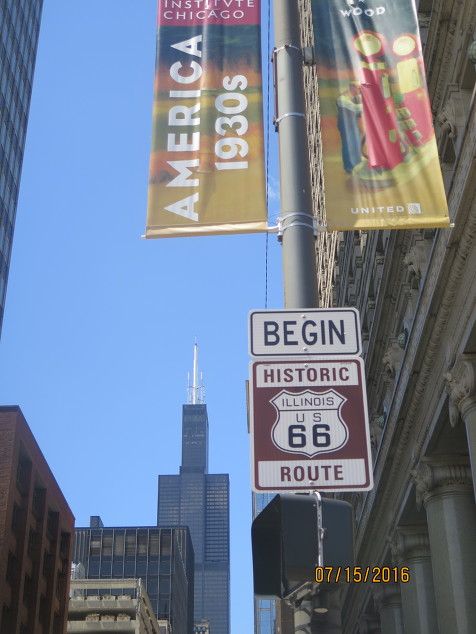 INSTITVTE
CHICAGO
AMERICA
1930s
WOOD
UNITED
BEGIN
HISTORIC
ILLINOIS
US
66
ROUTE
07/15/2016